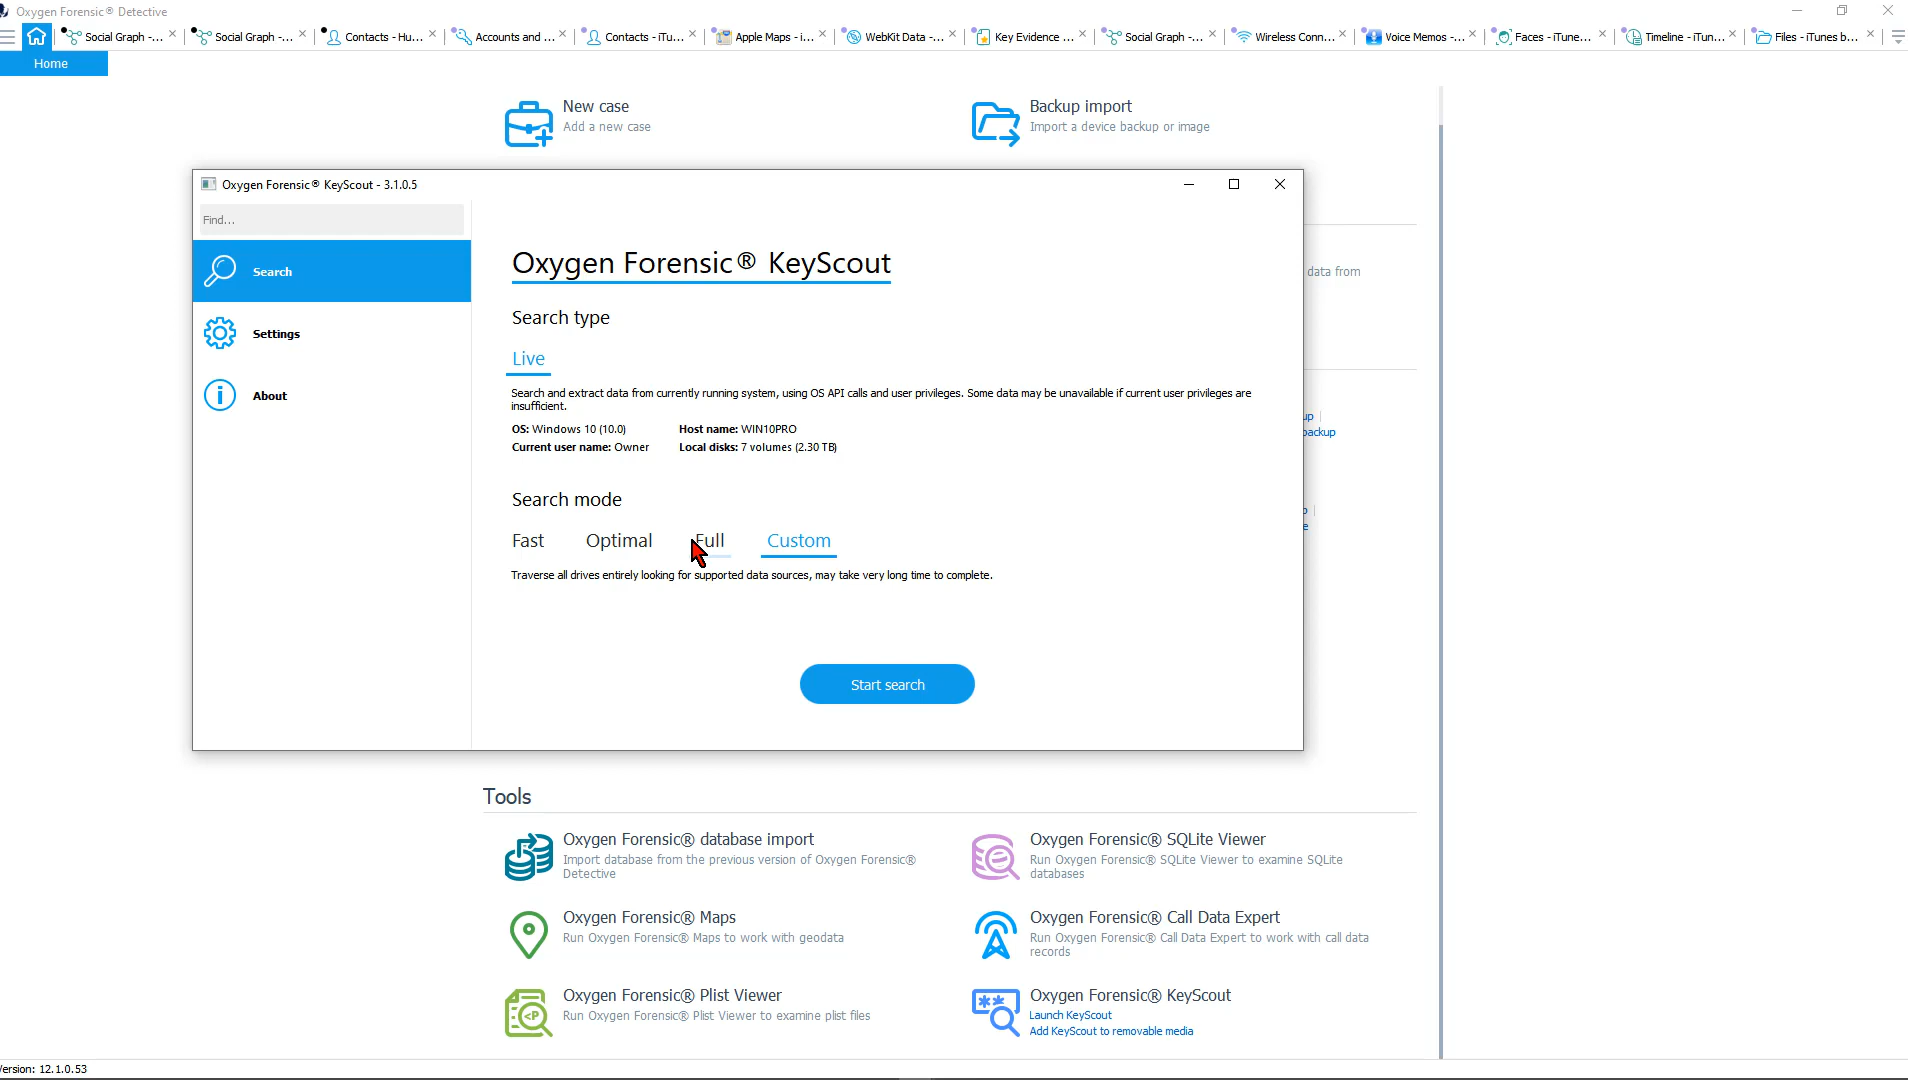 Oxygen Forensic® Detective
Social Graph -...
Social Graph -...
Contacts - Hu...
Accounts and ...
Contacts - iTu...
Apple Maps - i...
WebKit Data -...
Key Evidence ...
Social Graph -...
Wireless Conn...
Voice Memos -...
Faces - iTune...
Timeline - iTun...
Files - iTunes b...
Home
New case
Add a new case
Backup import
Import a device backup or image
Oxygen Forensic® KeyScout - 3.1.0.5
Find...
Search
Settings
About
Oxygen Forensic® KeyScout
Search type
Live
Search and extract data from currently running system, using OS API calls and user privileges. Some data may be unavailable if current user privileges are
insufficient.
OS: Windows 10 (10.0)
Host name: WIN10PRO
Current user name: Owner
Local disks: 7 volumes (2.30 TB)
Search mode
Fast
Optimal
Full
Custom
Traverse all drives entirely looking for supported data sources, may take very long time to complete.
Start search
data from
up
backup
Tools
Oxygen Forensic® database import
Import database from the previous version of Oxygen Forensic®
Detective
Oxygen Forensic® SQLite Viewer
Run Oxygen Forensic® SQLite Viewer to examine SQLite
databases
Oxygen Forensic® Maps
Run Oxygen Forensic® Maps to work with geodata
Oxygen Forensic® Call Data Expert
Run Oxygen Forensic® Call Data Expert to work with call data
records
Oxygen Forensic® Plist Viewer
Run Oxygen Forensic® Plist Viewer to examine plist files
Oxygen Forensic® KeyScout
Launch KeyScout
Add KeyScout to removable media
Version: 12.1.0.53